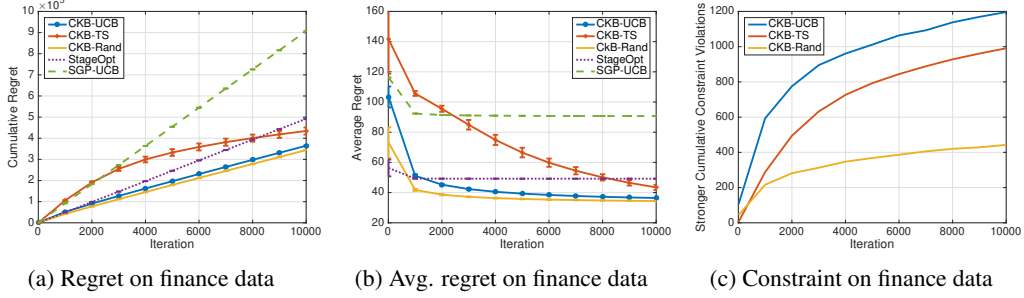 10 ×10⁵
9
8
7
6
5
4
3
2
1
0
0 2000 4000 6000 8000 10000
Iteration
Cumulative Regret
CKB-UCB
CKB-TS
CKB-Rand
StageOpt
SGP-UCB
(a) Regret on finance data
160
140
120
100
80
60
40
20
0 2000 4000 6000 8000 10000
Iteration
Average Regret
CKB-UCB
CKB-TS
CKB-Rand
StageOpt
SGP-UCB
(b) Avg. regret on finance data
1200
1000
800
600
400
200
0
0 2000 4000 6000 8000 10000
Iteration
Stronger Cumulative Constraint Violations
CKB-UCB
CKB-TS
CKB-Rand
(c) Constraint on finance data